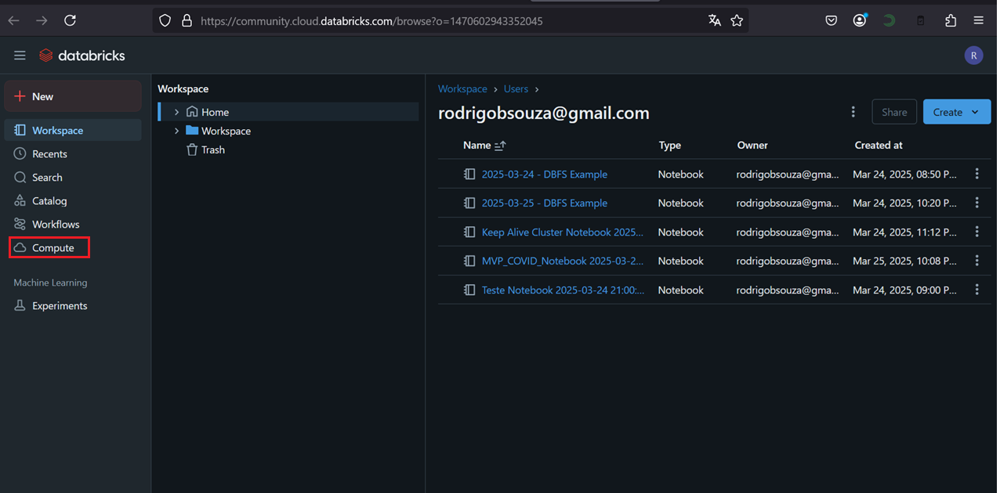 https://community.cloud.databricks.com/browse?o=1470602943352045
databricks
R
New
Workspace
Recents
Search
Catalog
Workflows
Compute
Machine Learning
Experiments
Workspace
Home
Workspace
Trash
Workspace > Users >
rodrigobsouza@gmail.com
Share
Create
Name Type Owner Created at
2025-03-24 - DBFS Example Notebook rodrigobsouza@gma... Mar 24, 2025, 08:50 P...
2025-03-25 - DBFS Example Notebook rodrigobsouza@gma... Mar 24, 2025, 10:20 P...
Keep Alive Cluster Notebook 2025... Notebook rodrigobsouza@gma... Mar 24, 2025, 11:12 P...
MVP_COVID_Notebook 2025-03-2... Notebook rodrigobsouza@gma... Mar 25, 2025, 10:08 P...
Teste Notebook 2025-03-24 21:00:... Notebook rodrigobsouza@gma... Mar 24, 2025, 09:00 P...